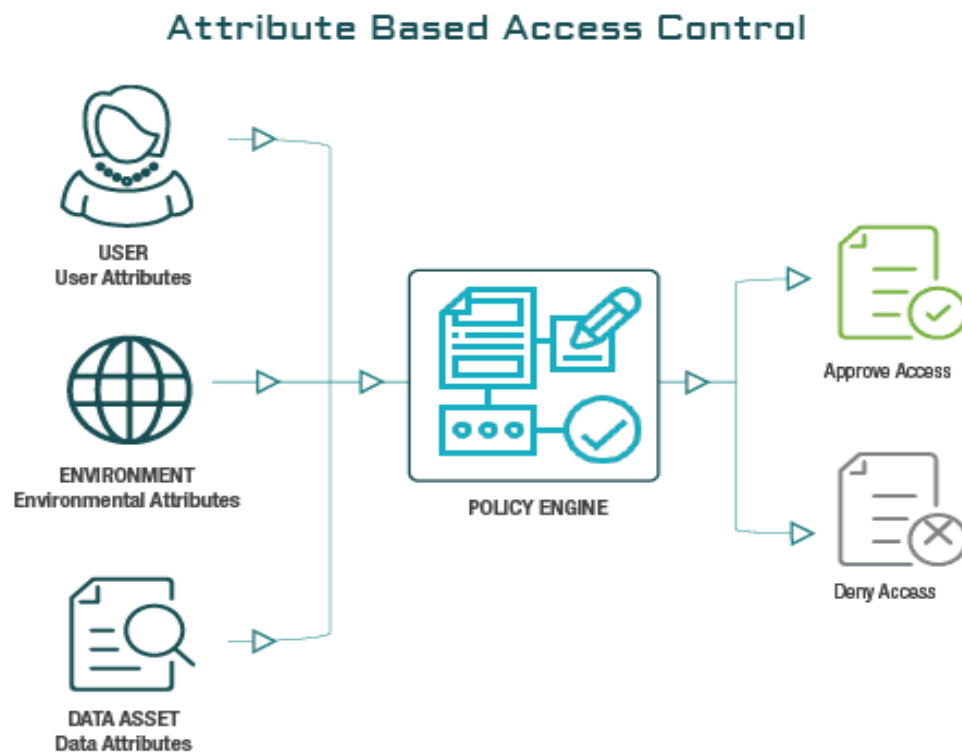 Attribute Based Access Control
USER
User Attributes
ENVIRONMENT
Environmental Attributes
DATA ASSET
Data Attributes
POLICY ENGINE
Approve Access
Deny Access